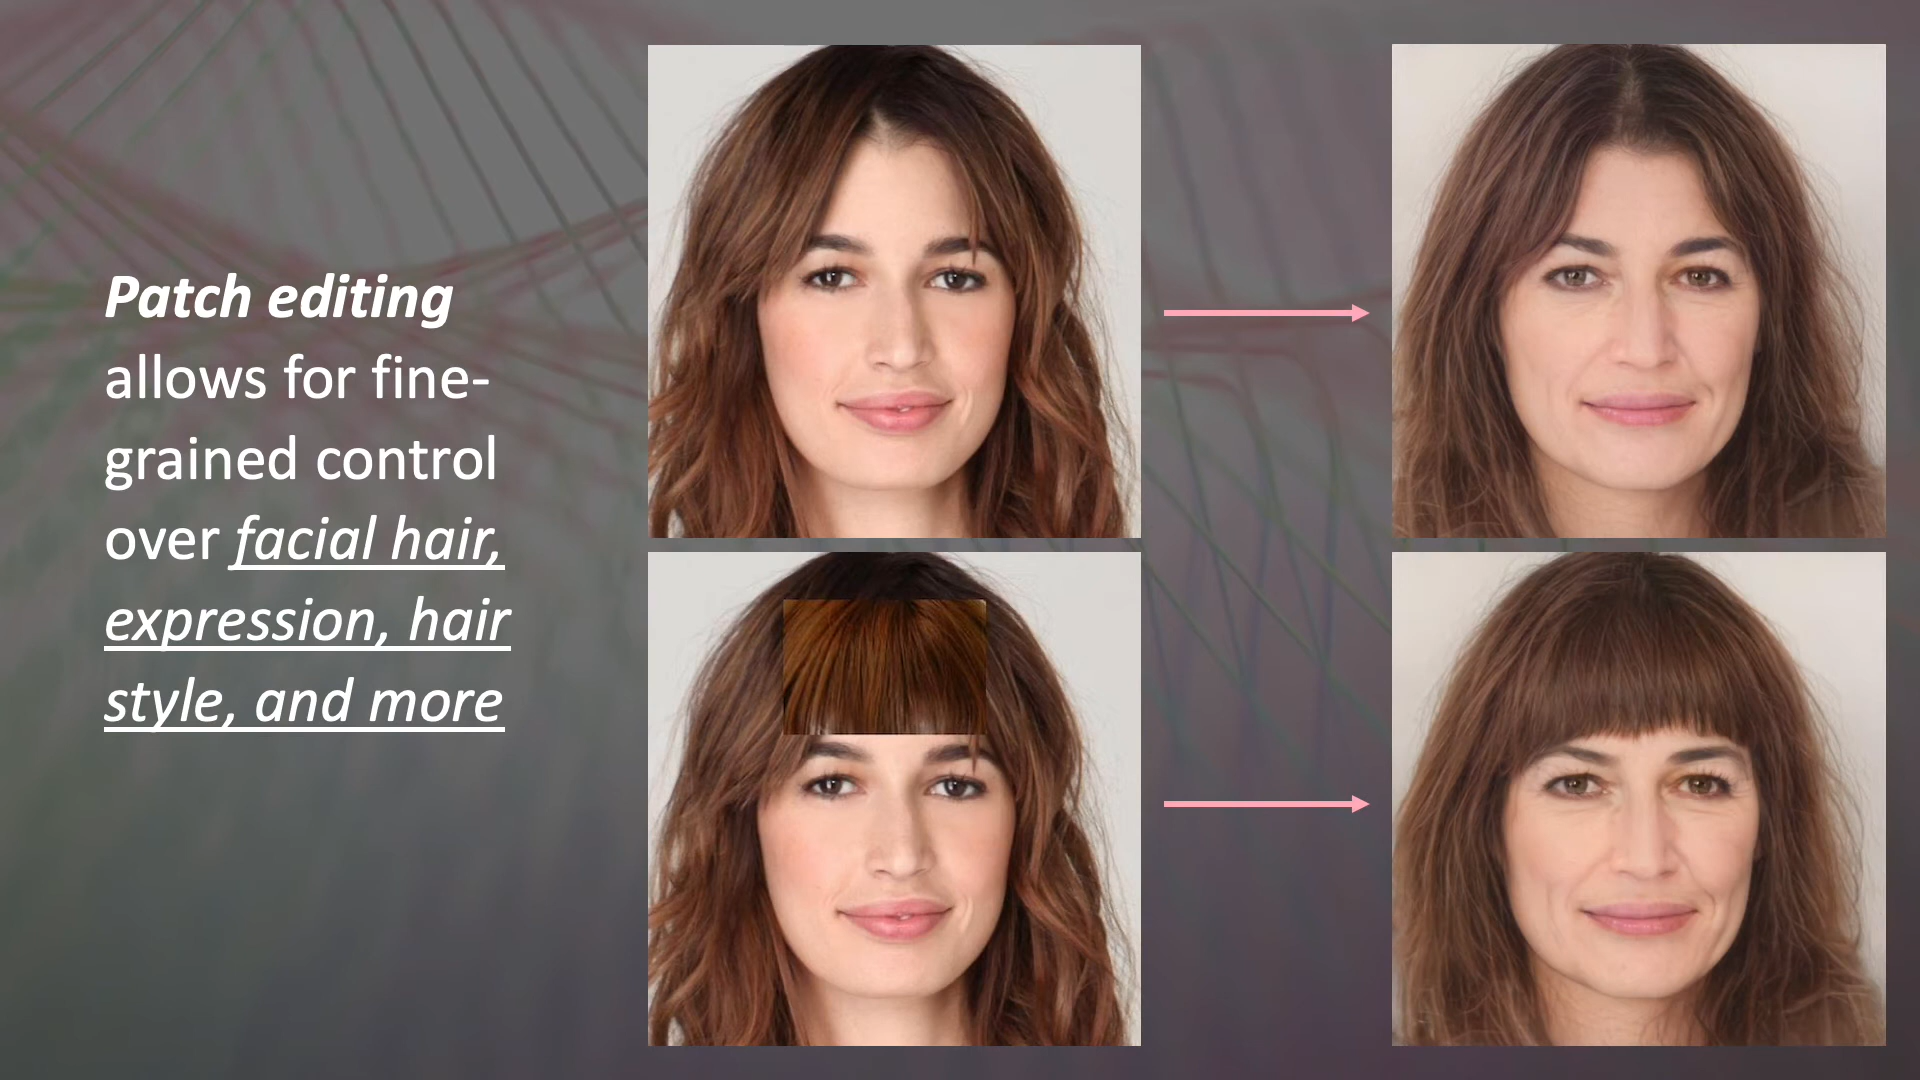 Patch editing
allows for fine-
grained control
over facial hair,
expression, hair
style, and more